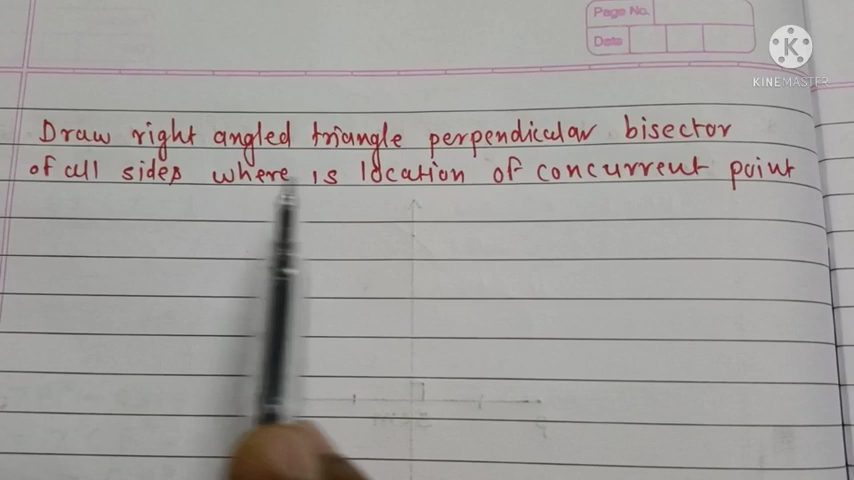 Page No.
Date
KINEMASTER
Draw right angled triangle perpendicular bisector
of all sides where is location of concurrent point